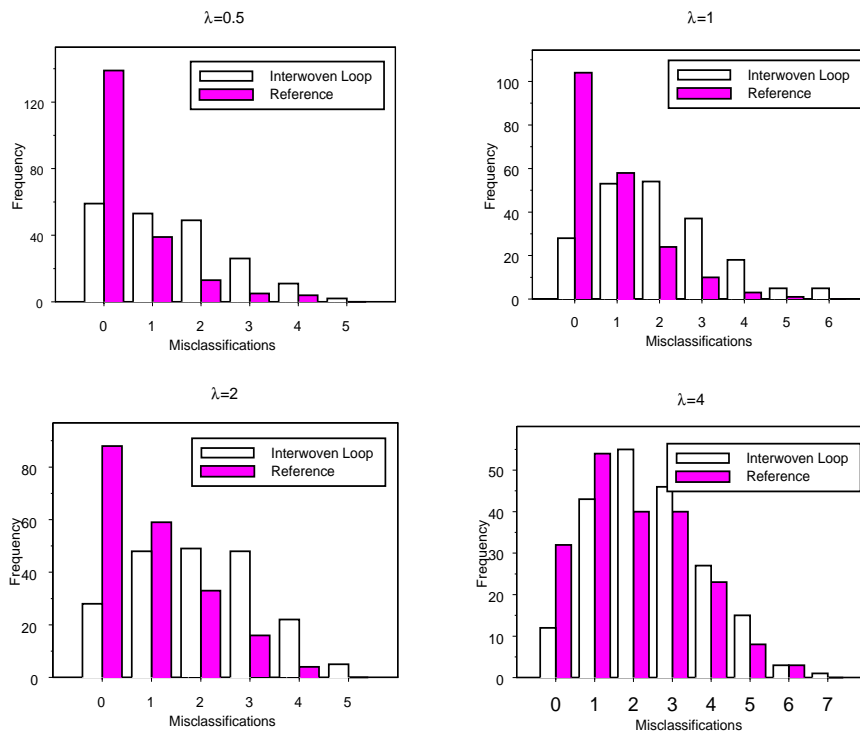 λ=0.5
Interwoven Loop
Reference
Frequency
120
80
40
0
0 1 2 3 4 5
Misclassifications
λ=1
Interwoven Loop
Reference
Frequency
100
80
60
40
20
0
0 1 2 3 4 5 6
Misclassifications
λ=2
Interwoven Loop
Reference
Frequency
80
60
40
20
0
0 1 2 3 4 5
Misclassifications
λ=4
Interwoven Loop
Reference
Frequency
50
40
30
20
10
0
0 1 2 3 4 5 6 7
Misclassifications